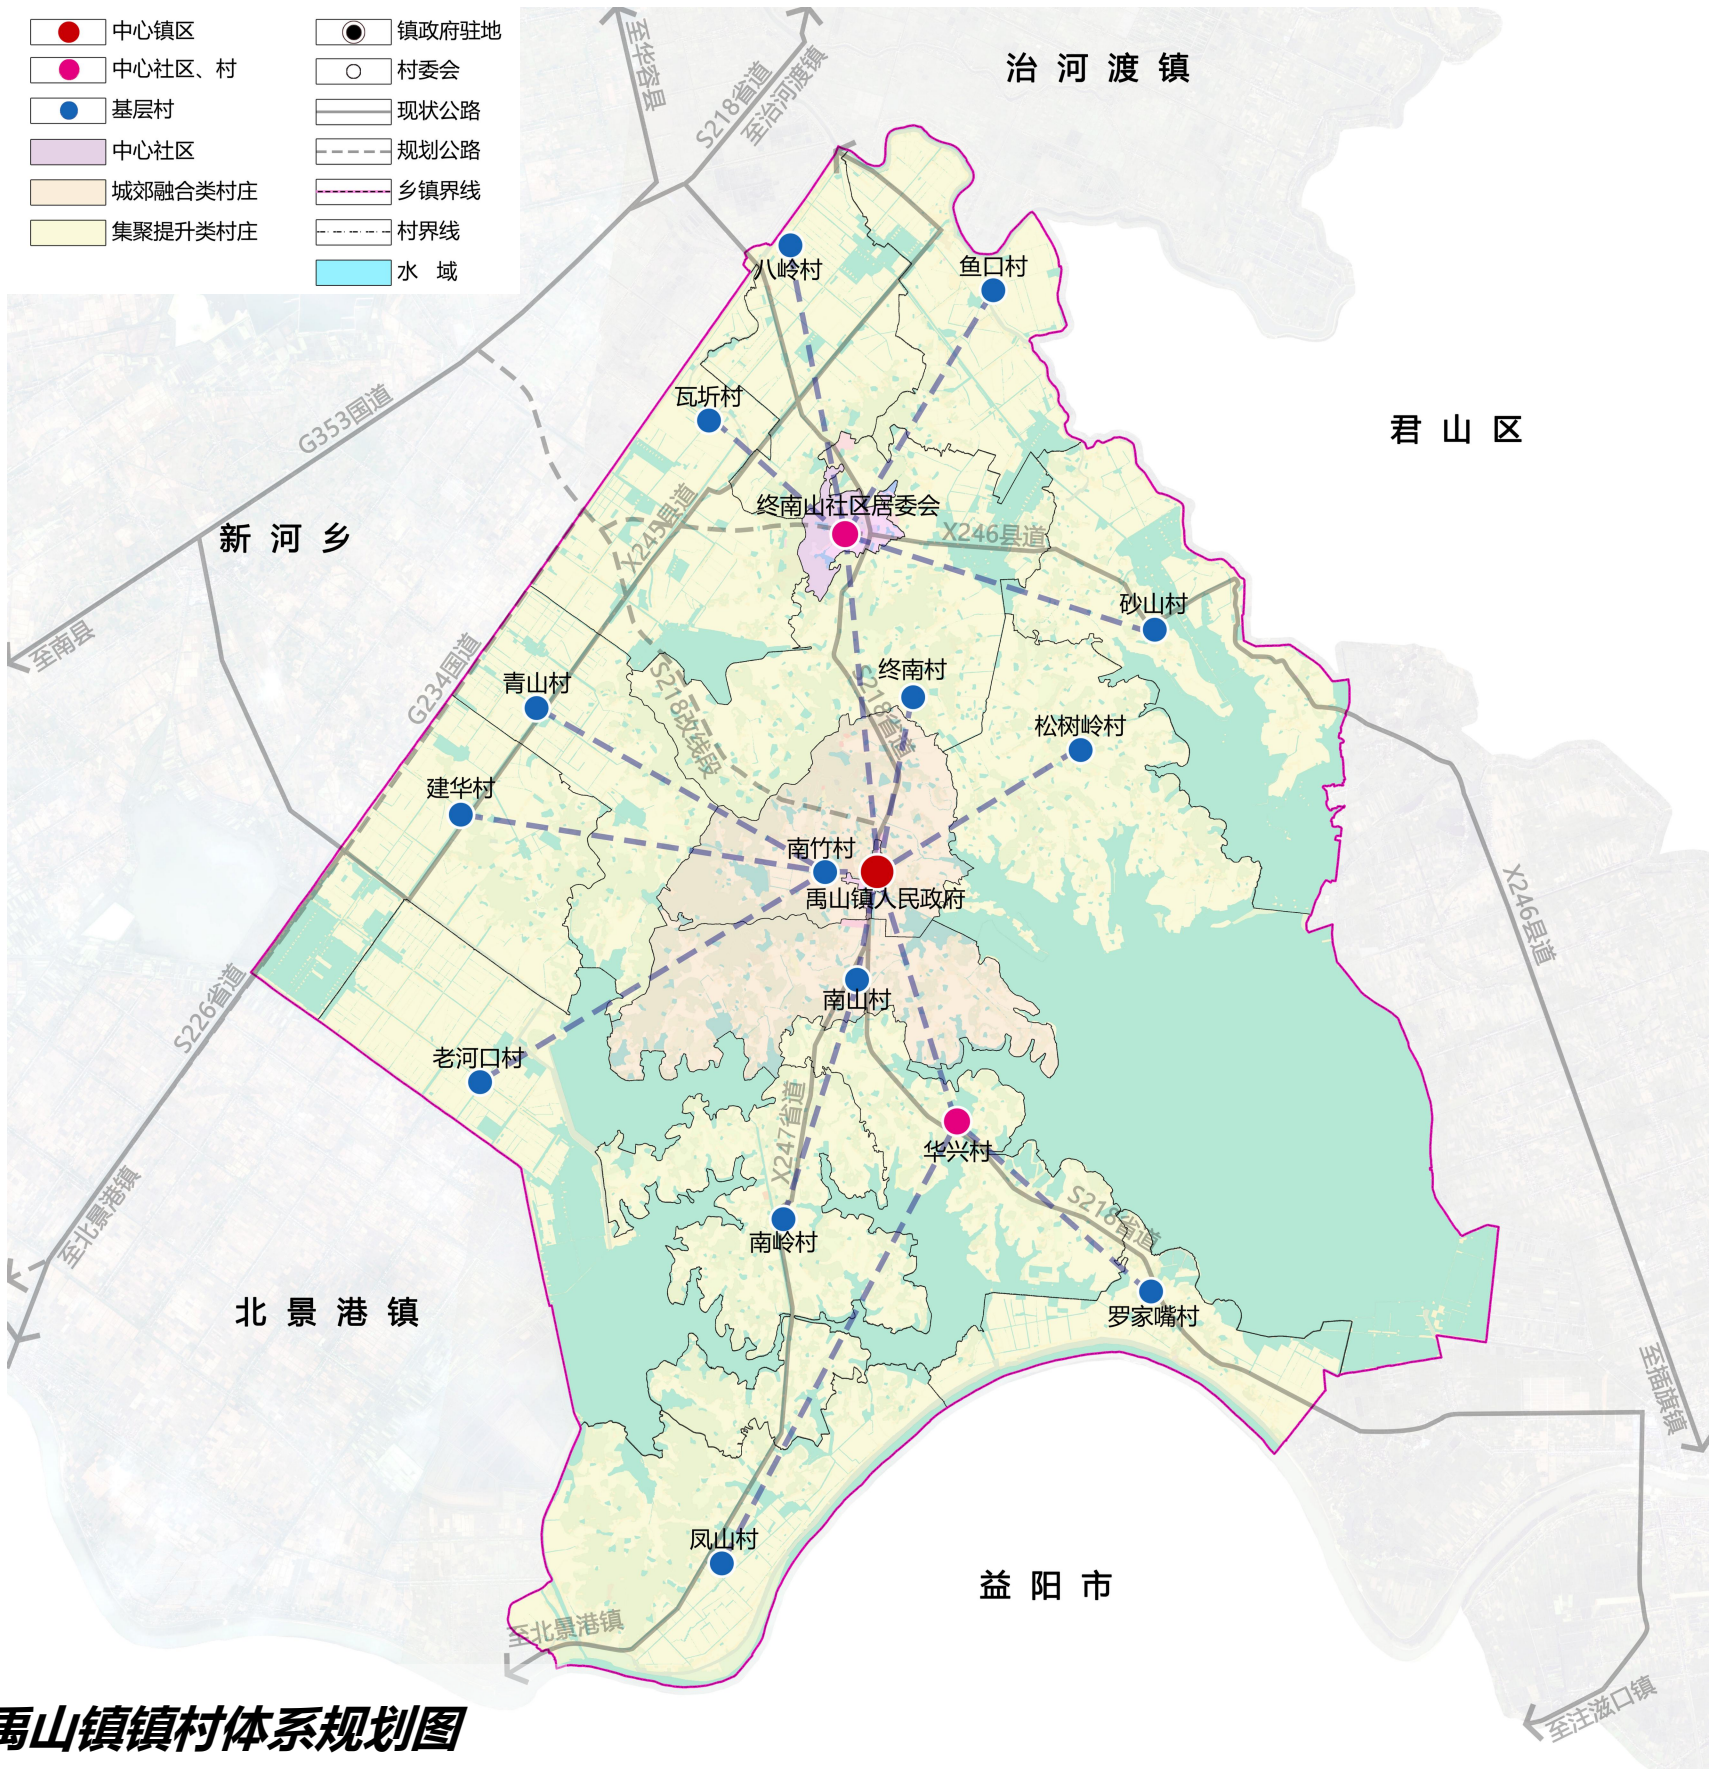 中心镇区
中心社区、村
基层村
中心社区
城郊融合类村庄
集聚提升类村庄
镇政府驻地
村委会
现状公路
规划公路
乡镇界线
村界线
水 域
至华容县
S218省道
至治河渡镇
治河渡镇
八岭村
鱼口村
G353国道
瓦圻村
君山区
终南山社区居委会
新河乡
X245县道
X246县道
砂山村
至南县
G234国道
青山村
终南村
S218改线段
S218省道
松树岭村
建华村
南竹村
禹山镇人民政府
X246县道
S226省道
南山村
老河口村
X247省道
华兴村
至北景港镇
S218省道
南岭村
北景港镇
罗家嘴村
至插旗镇
凤山村
益阳市
至北景港镇
至注滋口镇
禹山镇镇村体系规划图